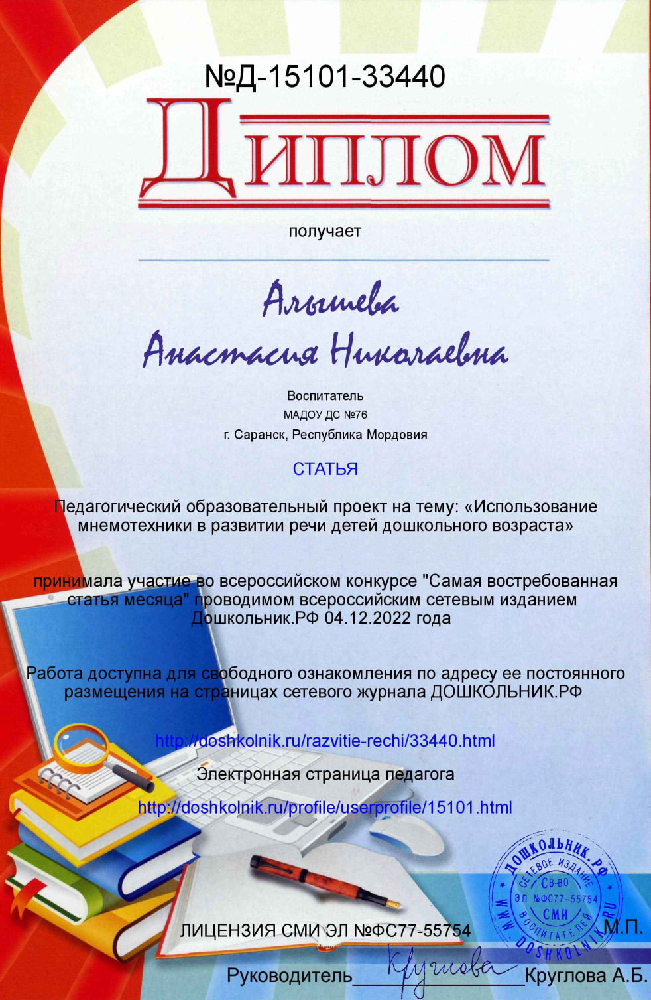 №Д-15101-33440
Диплом
получает
Алышева
Анастасия Николаевна
Воспитатель
МАДОУ ДС №76
г. Саранск, Республика Мордовия
СТАТЬЯ
Педагогический образовательный проект на тему: «Использование
мнемотехники в развитии речи детей дошкольного возраста»
принимала участие во всероссийском конкурсе "Самая востребованная
статья месяца" проводимом всероссийским сетевым изданием
Дошкольник.РФ 04.12.2022 года
Работа доступна для свободного ознакомления по адресу ее постоянного
размещения на страницах сетевого журнала ДОШКОЛЬНИК.РФ
http://doshkolnik.ru/razvitie-rechi/33440.html
Электронная страница педагога
http://doshkolnik.ru/profile/userprofile/15101.html
ДОШКОЛЬНИК.РФ
СЕТЕВОЕ ИЗДАНИЕ
СВ-ВО
ЭЛ №ФС77-55754
СМИ
ВОСПИТАТЕЛЕЙ
WWW.DOSHKOLNIK.RU
ЛИЦЕНЗИЯ СМИ ЭЛ №ФС77-55754
М.П.
Руководитель Круглова Круглова А.Б.